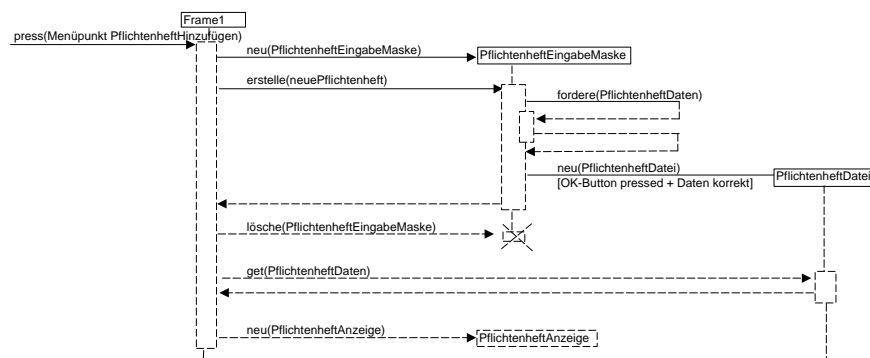 Frame1
press(Menüpunkt PflichtenheftHinzufügen)
neu(PflichtenheftEingabeMaske)
PflichtenheftEingabeMaske
erstelle(neuePflichtenheft)
fordere(PflichtenheftDaten)
neu(PflichtenheftDatei)
[OK-Button pressed + Daten korrekt]
PflichtenheftDatei
lösche(PflichtenheftEingabeMaske)
get(PflichtenheftDaten)
neu(PflichtenheftAnzeige)
PflichtenheftAnzeige